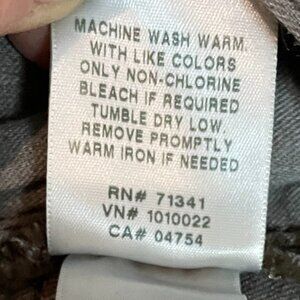 MACHINE WASH WARM
WITH LIKE COLORS
ONLY NON-CHLORINE
BLEACH IF REQUIRED
TUMBLE DRY LOW.
REMOVE PROMPTLY
WARM IRON IF NEEDED
RN# 71341
VN# 1010022
CA# 04754